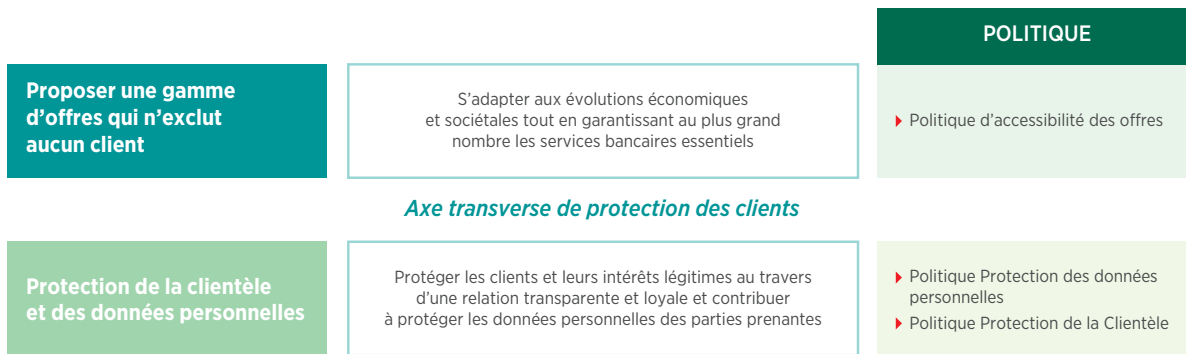 POLITIQUE
Proposer une gamme
d’offres qui n’exclut
aucun client
S’adapter aux évolutions économiques
et sociétales tout en garantissant au plus grand
nombre les services bancaires essentiels
Politique d’accessibilité des offres
Axe transverse de protection des clients
Protection de la clientèle
et des données personnelles
Protéger les clients et leurs intérêts légitimes au travers
d’une relation transparente et loyale et contribuer
à protéger les données personnelles des parties prenantes
Politique Protection des données
personnelles
Politique Protection de la Clientèle